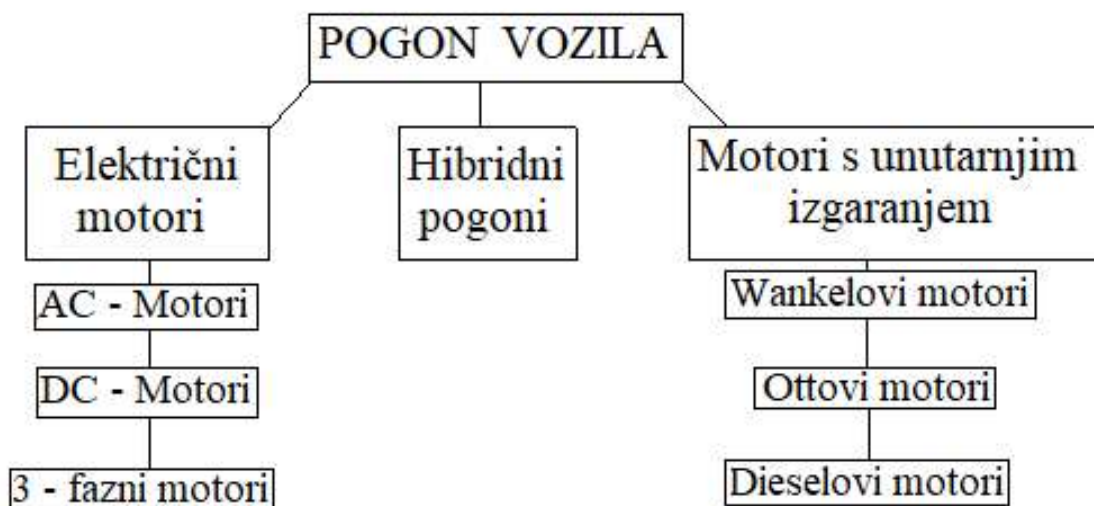 POGON VOZILA
Električni
motori
Hibridni
pogoni
Motori s unutarnjim
izgaranjem
AC - Motori
DC - Motori
3 - fazni motori
Wankelovi motori
Ottovi motori
Dieselovi motori